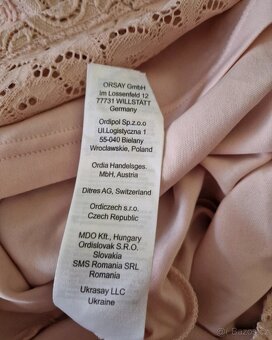 ORSAY GmbH
im Lossenfeld 12
77731 WILLSTÄTT
Germany
Ordipol Sp.z.o.o
Ul.Logistyczna 1
55-040 Bielany
Wrocławskie, Poland
Ordia Handelsges.
MbH, Austria
Ditres AG, Switzerland
Ordiczech s.r.o.
Czech Republic
MDO Kft., Hungary
Ordislovak S.R.O.
Slovakia
SMS Romania SRL
Romania
Ukrasay LLC
Ukraine